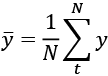 ȳ = 1/N ∑_t^N y